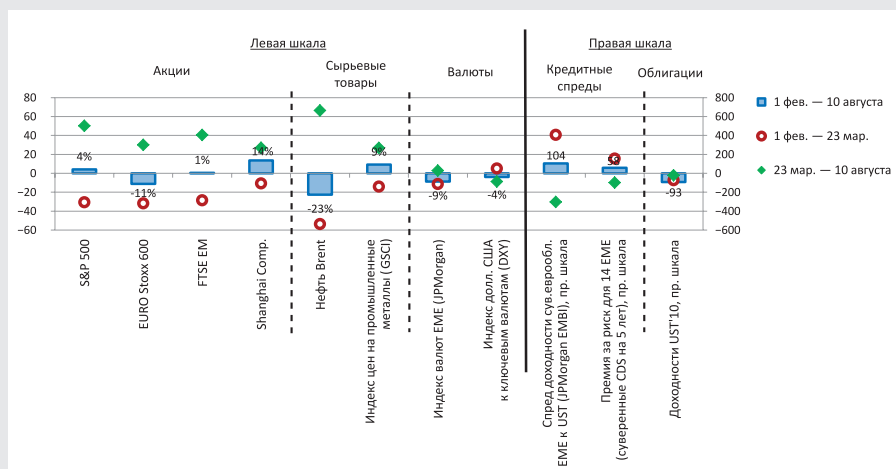 Левая шкала
Правая шкала
Акции
Сырьевые
товары
Валюты
Кредитные
спреды
Облигации
80
60
40
20
0
−20
−40
−60
800
600
400
200
0
−200
−400
−600
4%
-11%
1%
14%
-23%
9%
-9%
-4%
104
59
-93
1 фев. — 10 августа
1 фев. — 23 мар.
23 мар. — 10 августа
S&P 500
EURO Stoxx 600
FTSE EM
Shanghai Comp.
Нефть Brent
Индекс цен на промышленные
металлы (GSCI)
Индекс валют EME (JPMorgan)
Индекс долл. США
к ключевым валютам (DXY)
Спред доходности сув.еврообл.
EME к UST (JPMorgan EMBI), пр. шкала
Премия за риск для 14 EME
(суверенные CDS на 5 лет), пр. шкала
Доходности UST'10, пр. шкала